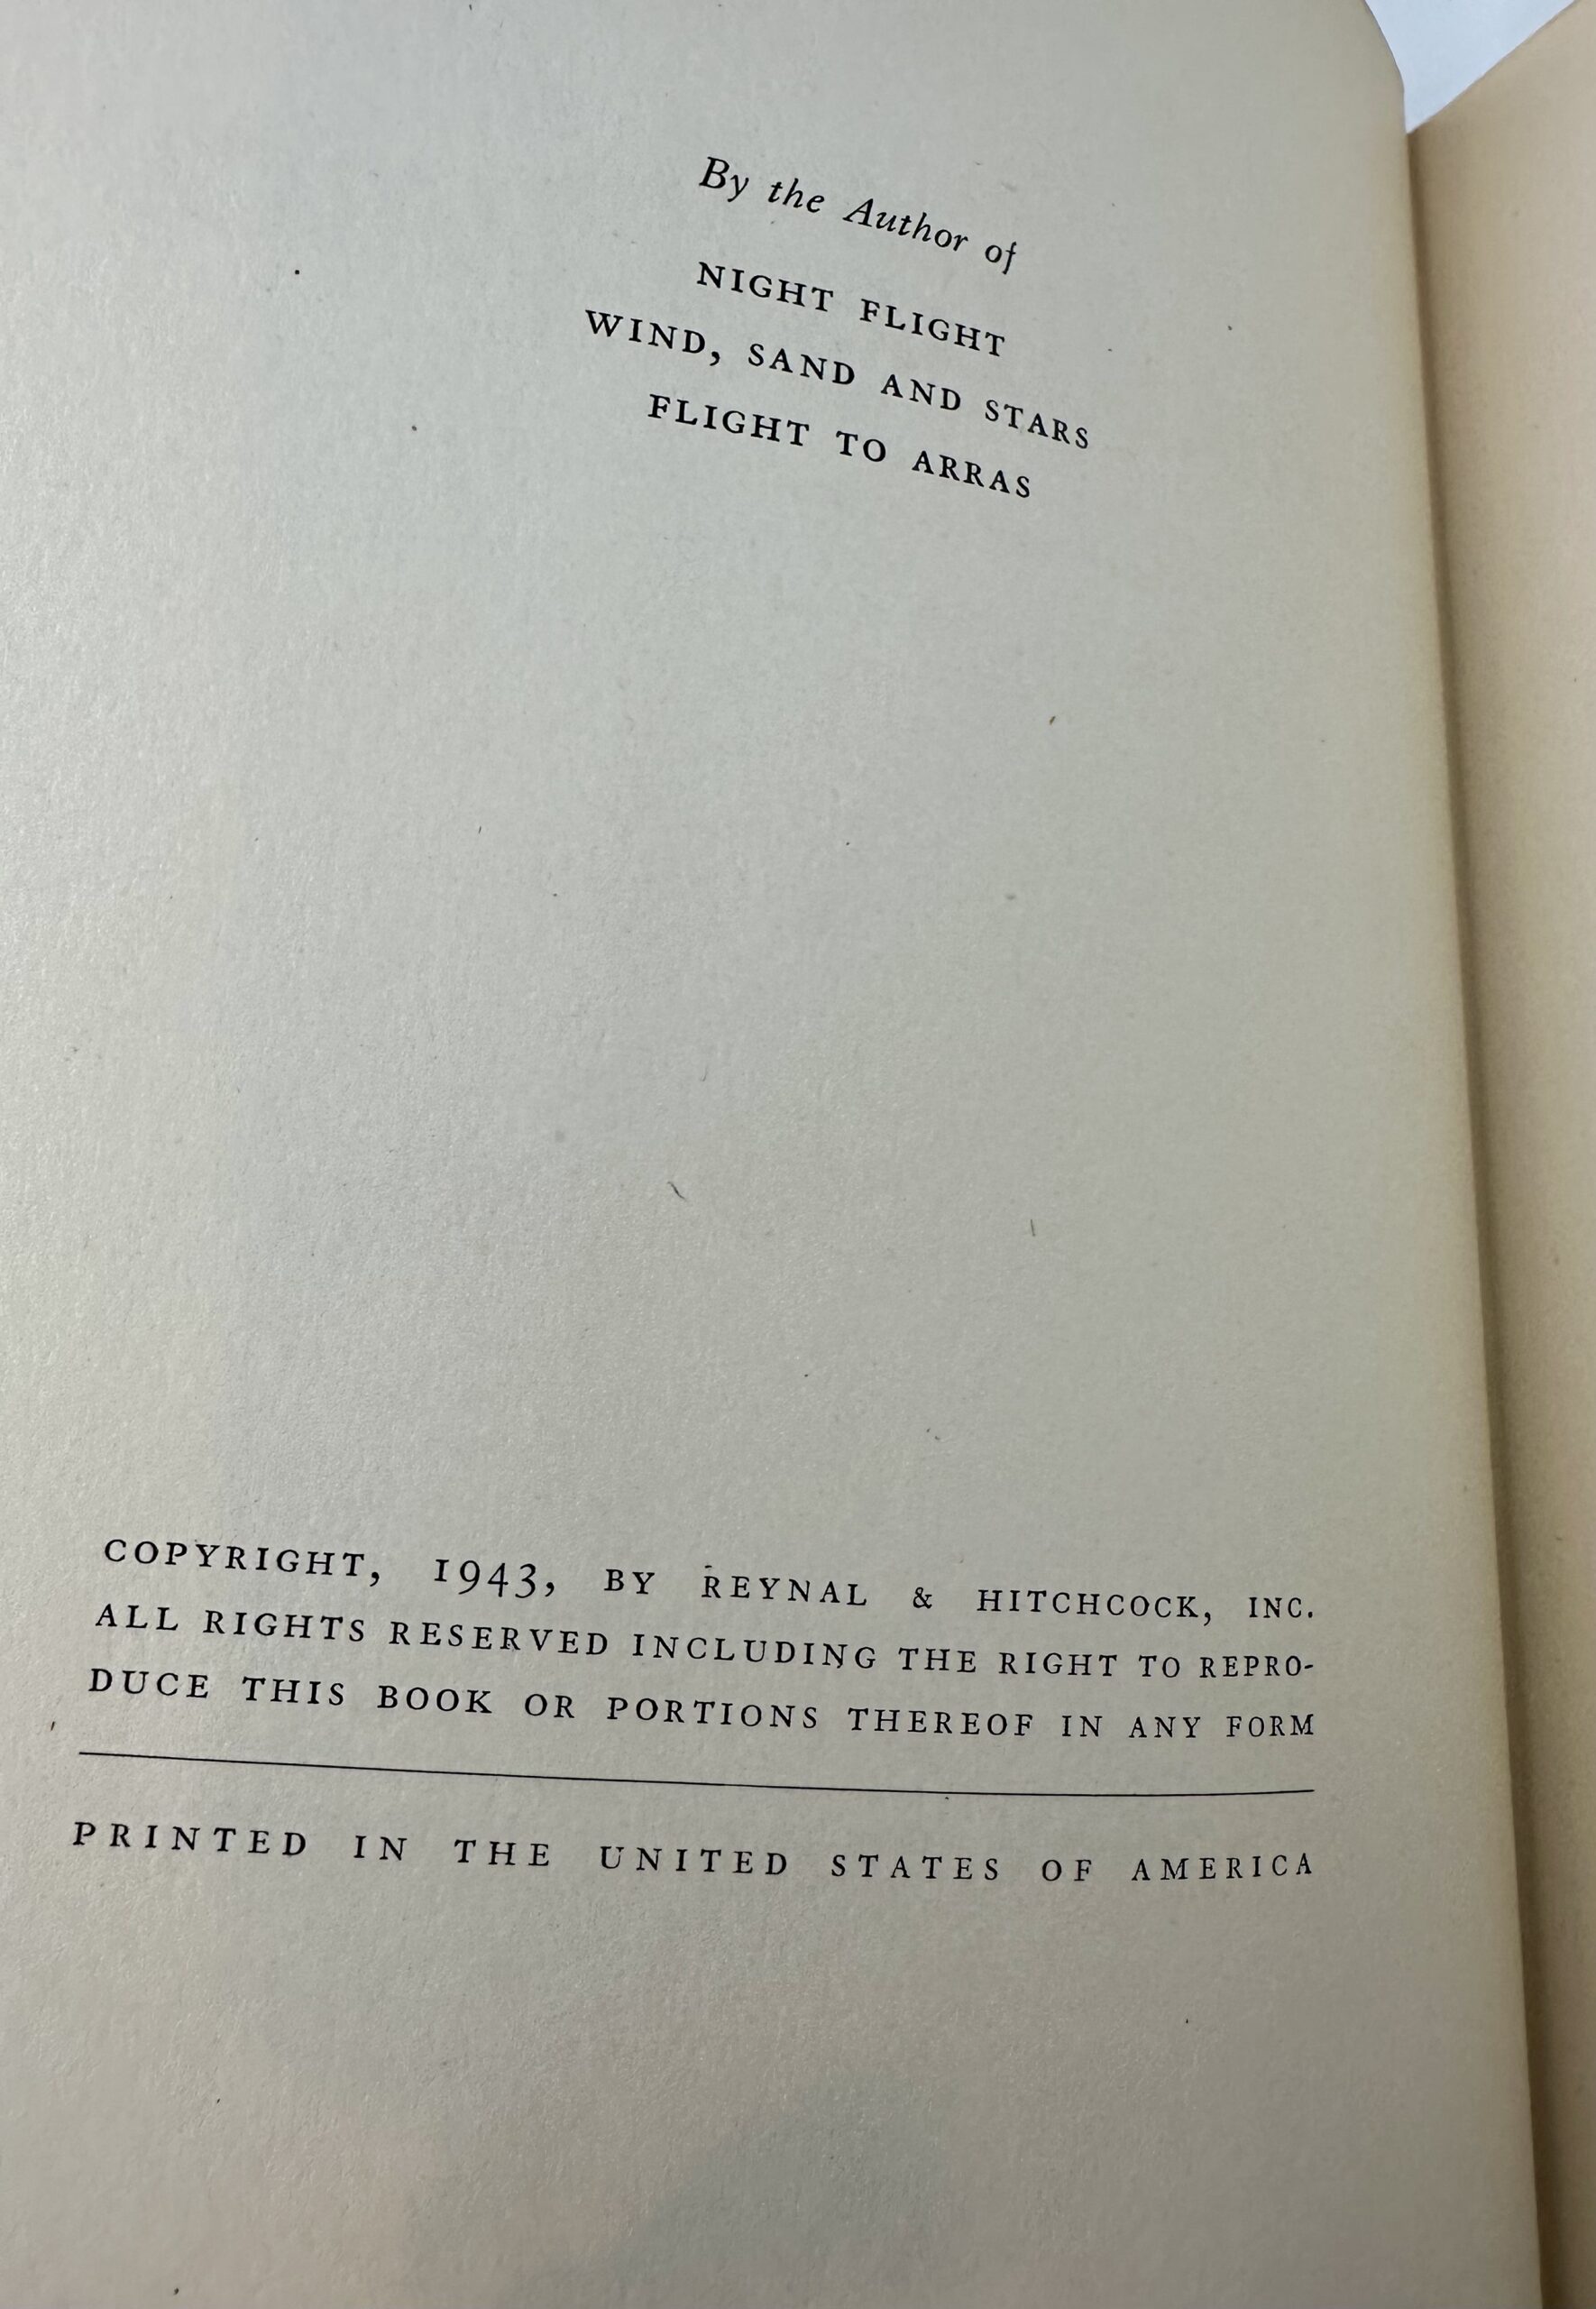 By the Author of
NIGHT FLIGHT
WIND, SAND AND STARS
FLIGHT TO ARRAS
COPYRIGHT, 1943, BY REYNAL & HITCHCOCK, INC.
ALL RIGHTS RESERVED INCLUDING THE RIGHT TO REPRO-
DUCE THIS BOOK OR PORTIONS THEREOF IN ANY FORM
PRINTED IN THE UNITED STATES OF AMERICA